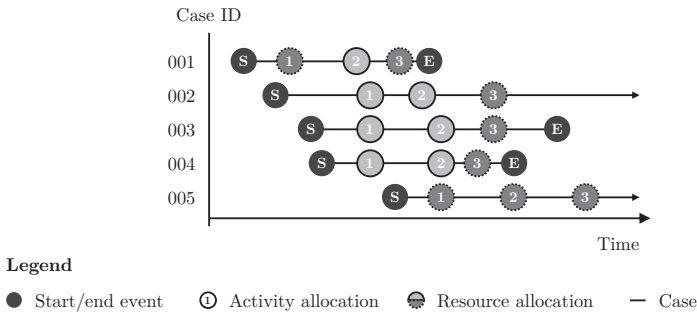 Case ID
001 S 1 2 3 E
002 S 1 2 3
003 S 1 2 3 E
004 S 1 2 3 E
005 S 1 2 3
Time
Legend
Start/end event 1 Activity allocation Resource allocation Case